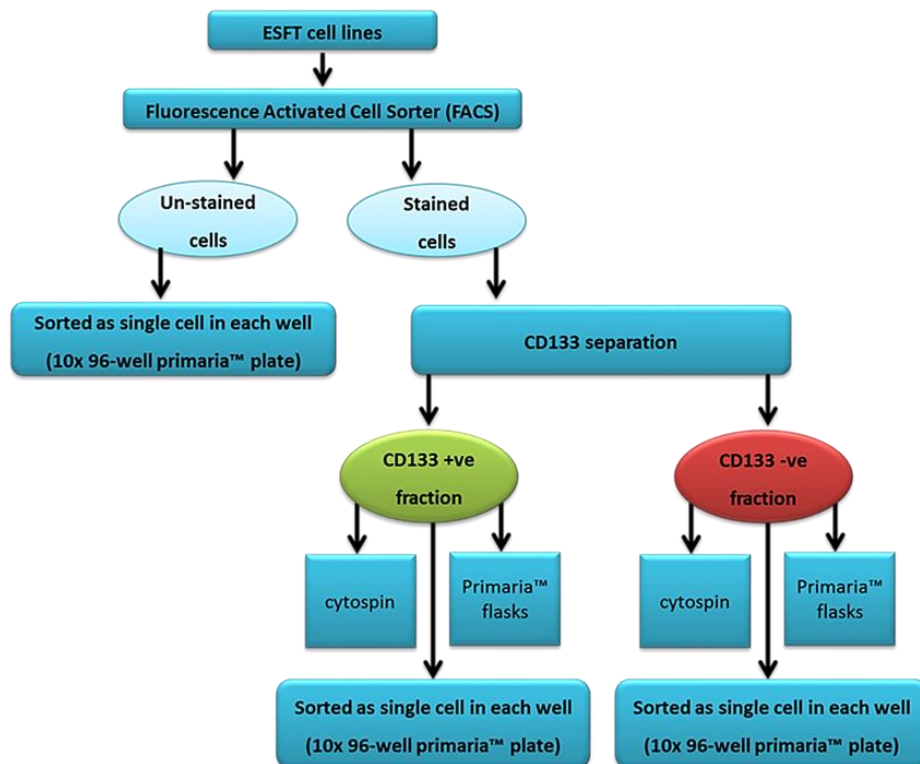 ESFT cell lines
Fluorescence Activated Cell Sorter (FACS)
Un-stained
cells
Stained
cells
Sorted as single cell in each well
(10x 96-well primaria™ plate)
CD133 separation
CD133 +ve
fraction
CD133 -ve
fraction
cytospin
Primaria™
flasks
cytospin
Primaria™
flasks
Sorted as single cell in each well
(10x 96-well primaria™ plate)
Sorted as single cell in each well
(10x 96-well primaria™ plate)